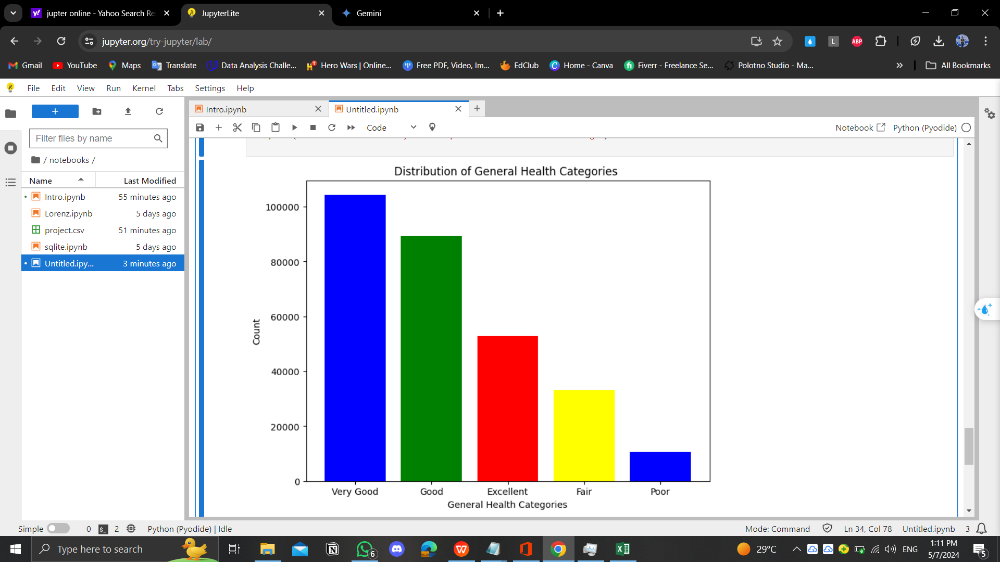 jupter online - Yahoo Search Re
JupyterLite
Gemini
jupyter.org/try-jupyter/lab/
L
ABP
Gmail
YouTube
Maps
Translate
Data Analysis Challe...
Hero Wars | Online...
Free PDF, Video, Im...
EdClub
Home - Canva
Fiverr - Freelance Se...
Polotno Studio - Ma...
All Bookmarks
File Edit View Run Kernel Tabs Settings Help
Filter files by name
/ notebooks /
Name Last Modified
Intro.ipynb 55 minutes ago
Lorenz.ipynb 5 days ago
project.csv 51 minutes ago
sqlite.ipynb 5 days ago
Untitled.ipy... 3 minutes ago
Intro.ipynb
Untitled.ipynb
Code
Notebook
Python (Pyodide)
Distribution of General Health Categories
100000
80000
60000
40000
20000
0
Count
Very Good Good Excellent Fair Poor
General Health Categories
Simple 0 $_ 2 Python (Pyodide) | Idle
Mode: Command Ln 34, Col 78 Untitled.ipynb 3
Type here to search
6
29°C
ENG
1:11 PM
5/7/2024
5